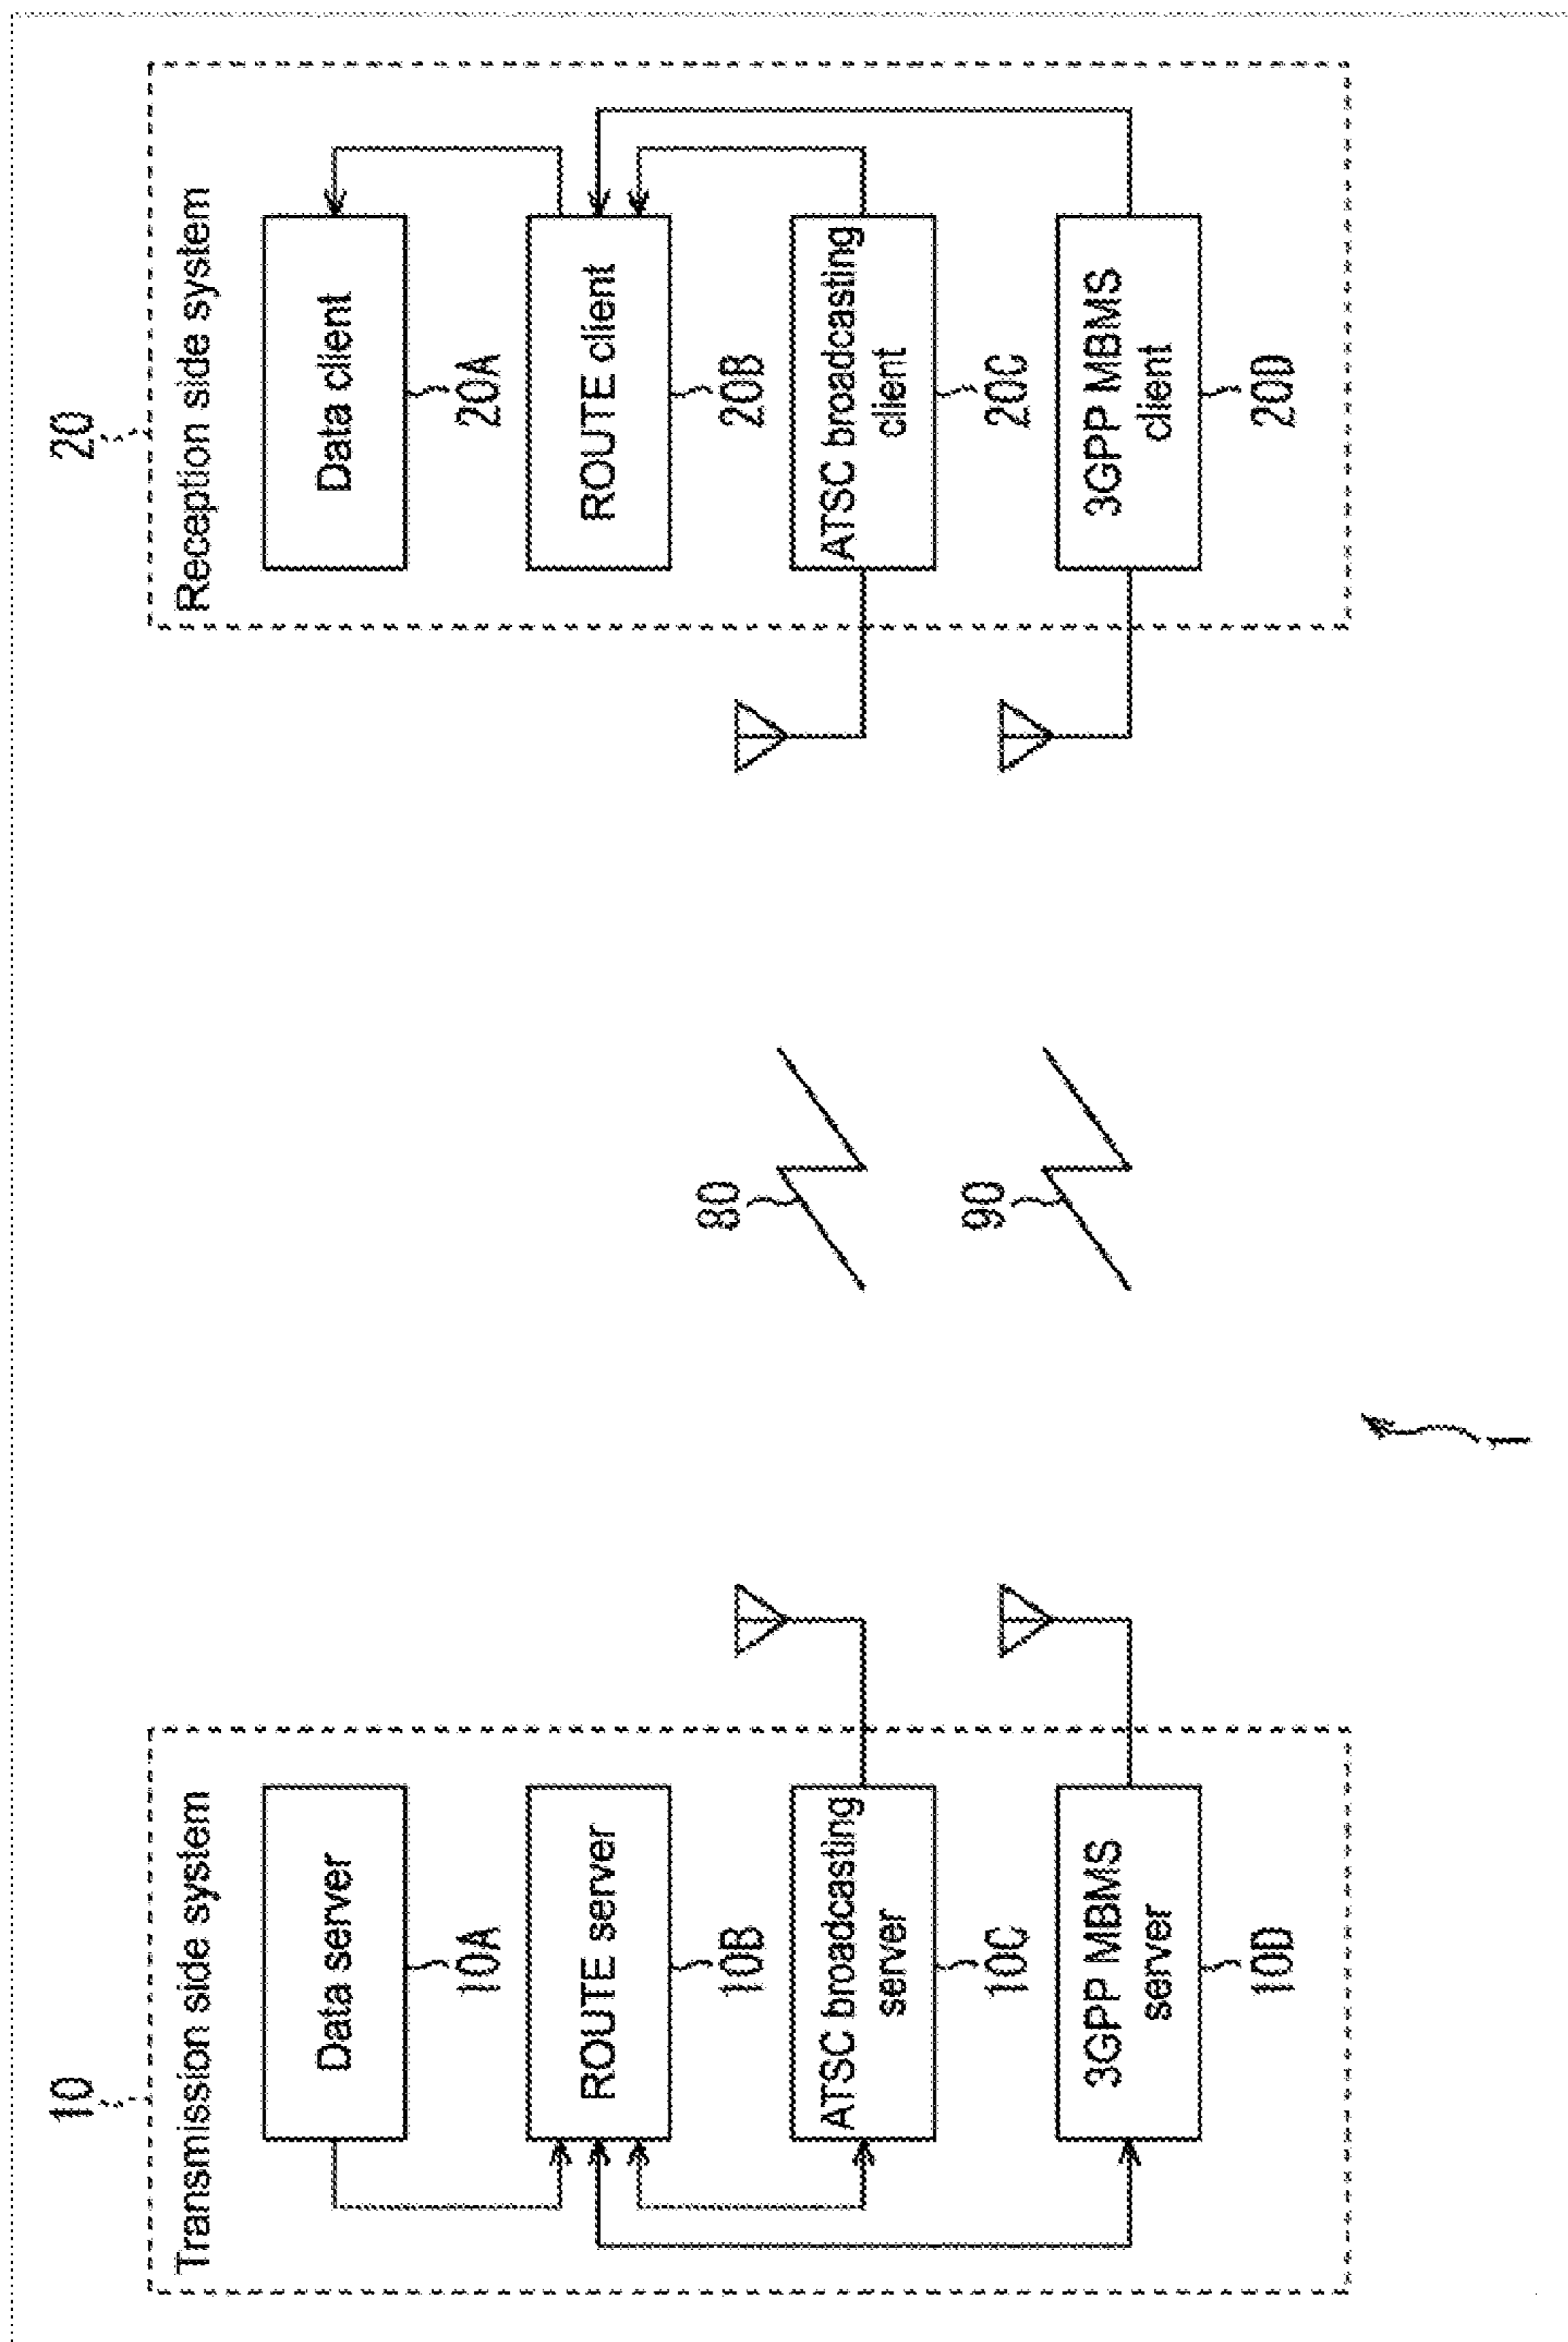 10
Transmission side system
Data server
10A
ROUTE server
10B
ATSC broadcasting
server
10C
3GPP MBMS
server
10D
80
90
1
20
Reception side system
Data client
20A
ROUTE client
20B
ATSC broadcasting
client
20C
3GPP MBMS
client
20D